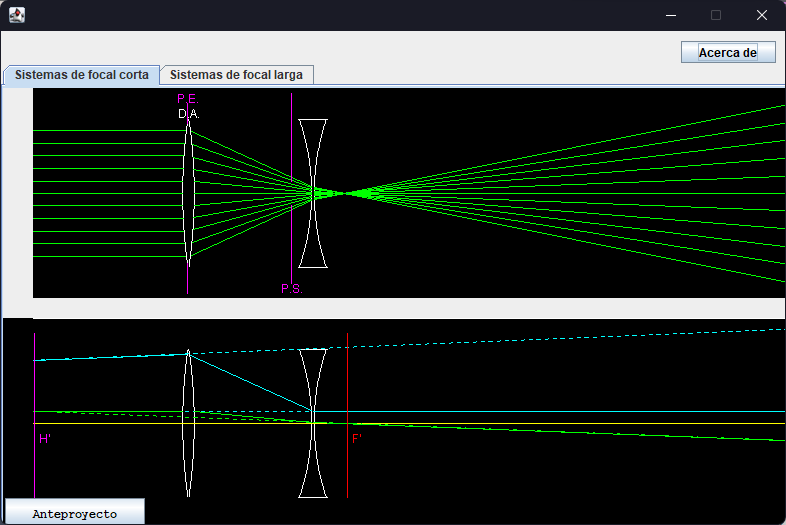 Acerca de
Sistemas de focal corta
Sistemas de focal larga
P.E.
D.A.
P.S.
H'
F'
Anteproyecto